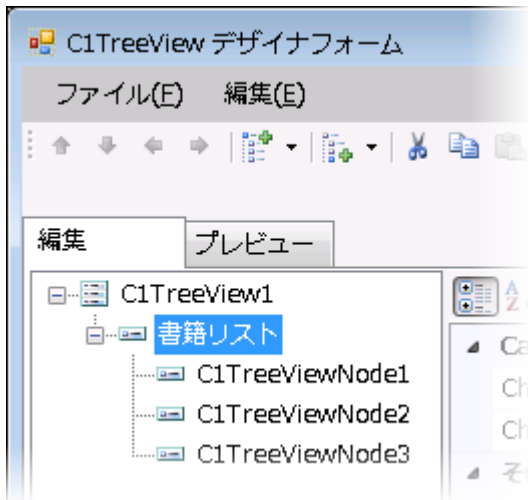 C1TreeView デザイナフォーム
ファイル(F) 編集(E)
編集 プレビュー
C1TreeView1
書籍リスト
C1TreeViewNode1
C1TreeViewNode2
C1TreeViewNode3